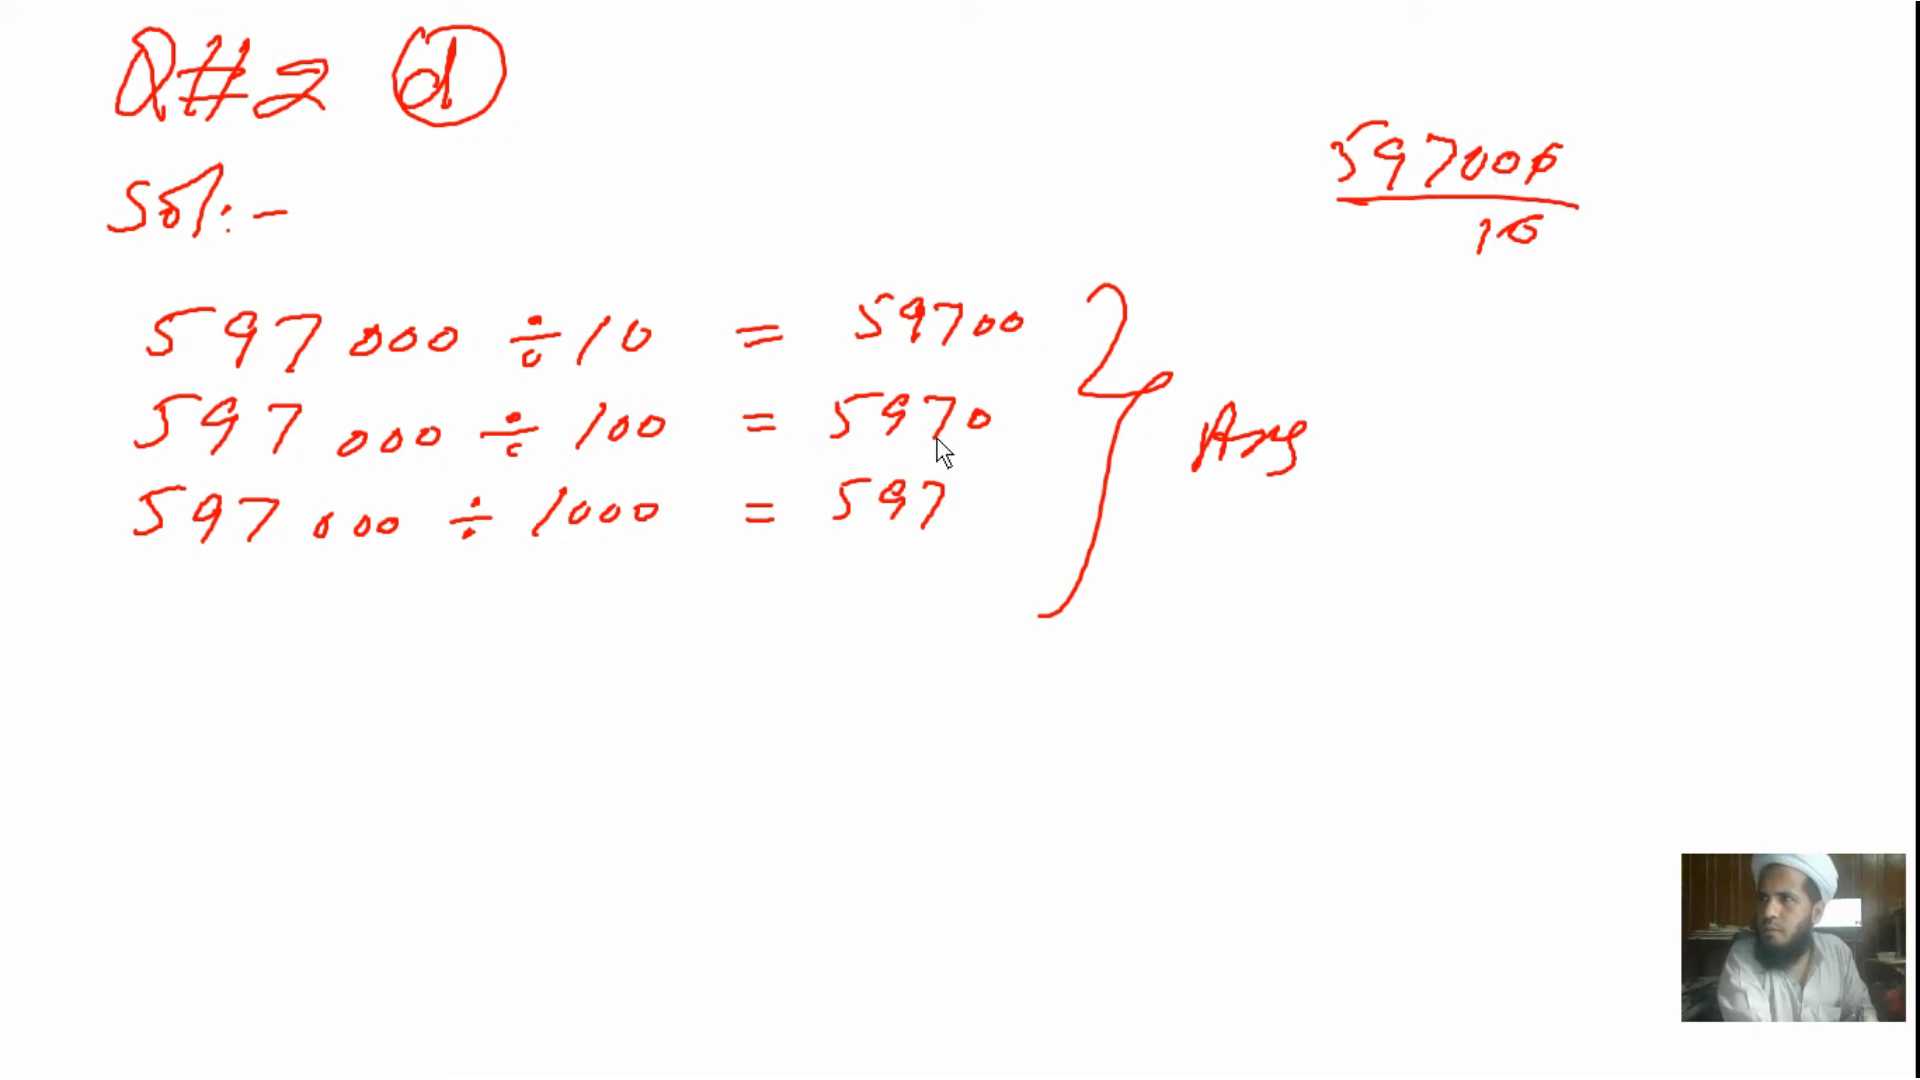 Q#2 (d)
Sol:-
597000
10
597000 ÷ 10 = 59700
597000 ÷ 100 = 5970
597000 ÷ 1000 = 597
Ans